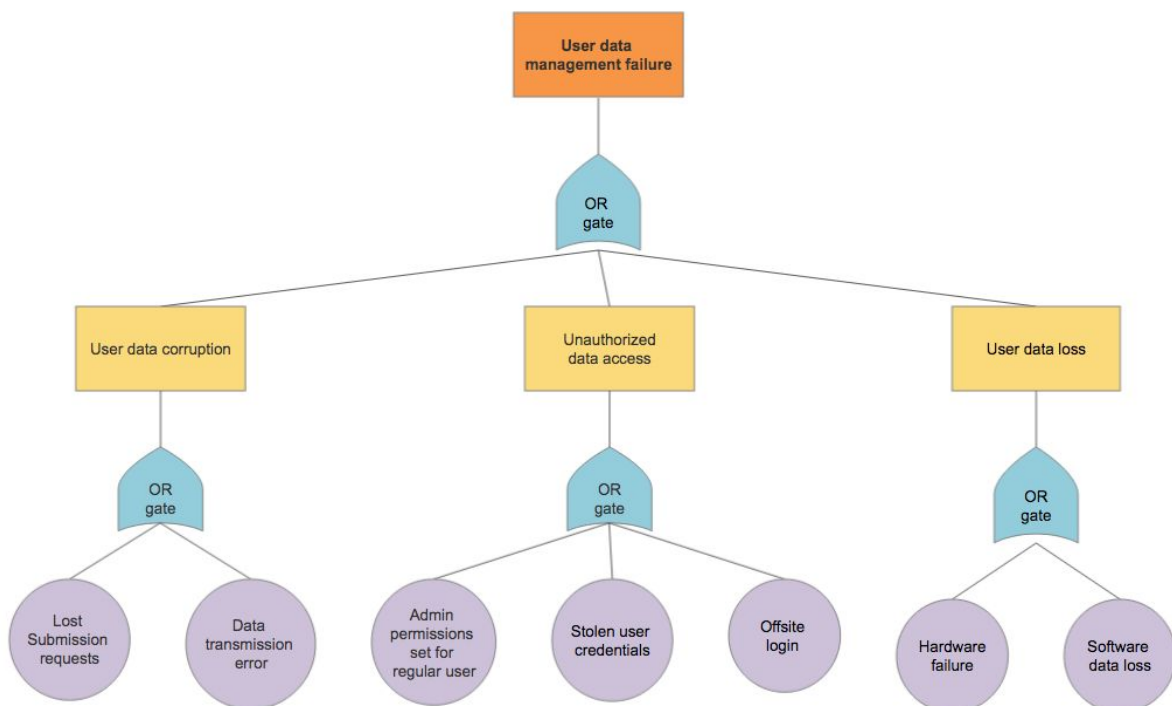 User data
management failure
OR
gate
User data corruption
Unauthorized
data access
User data loss
OR
gate
OR
gate
OR
gate
Lost
Submission
requests
Data
transmission
error
Admin
permissions
set for
regular user
Stolen user
credentials
Offsite
login
Hardware
failure
Software
data loss